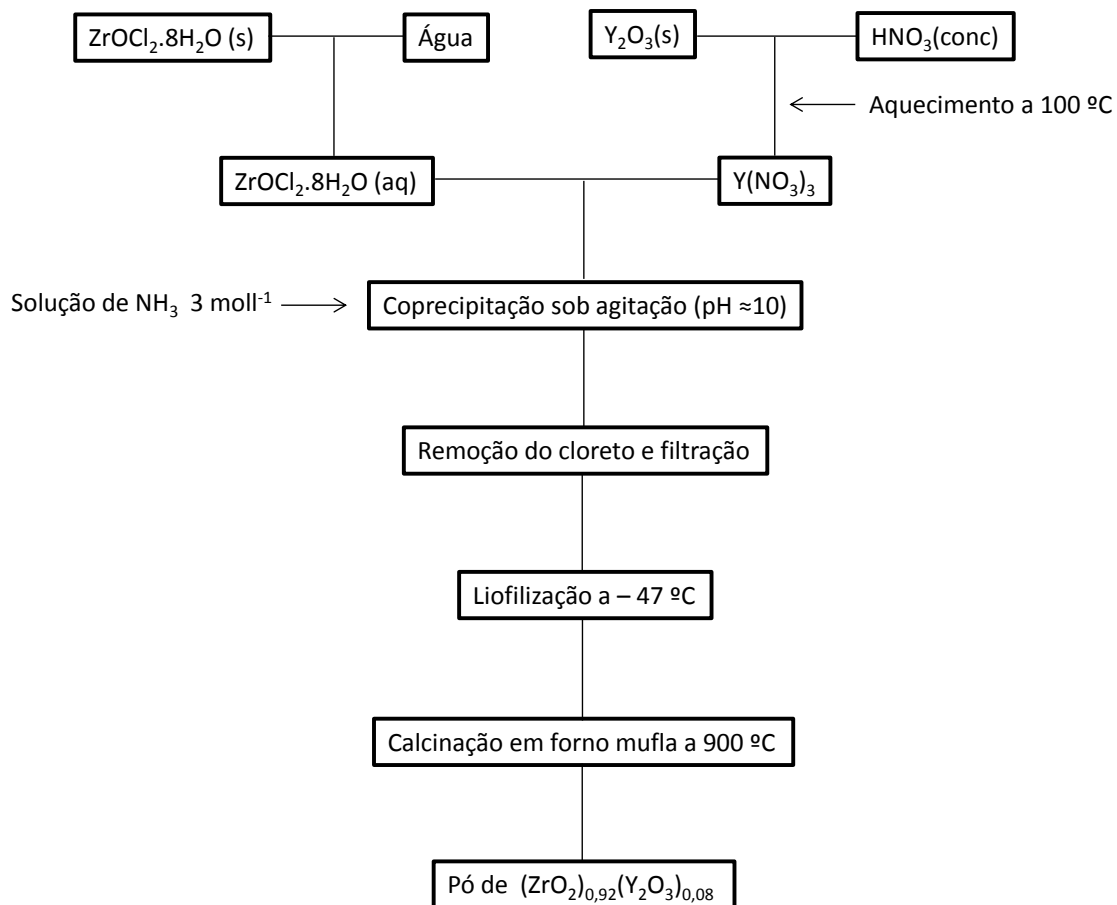 ZrOCl₂.8H₂O (s)
Água
Y₂O₃(s)
HNO₃(conc)
Aquecimento a 100 ºC
ZrOCl₂.8H₂O (aq)
Y(NO₃)₃
Solução de NH₃ 3 moll⁻¹
Coprecipitação sob agitação (pH ≈10)
Remoção do cloreto e filtração
Liofilização a – 47 ºC
Calcinação em forno mufla a 900 ºC
Pó de (ZrO₂)₀,₉₂(Y₂O₃)₀,₀₈